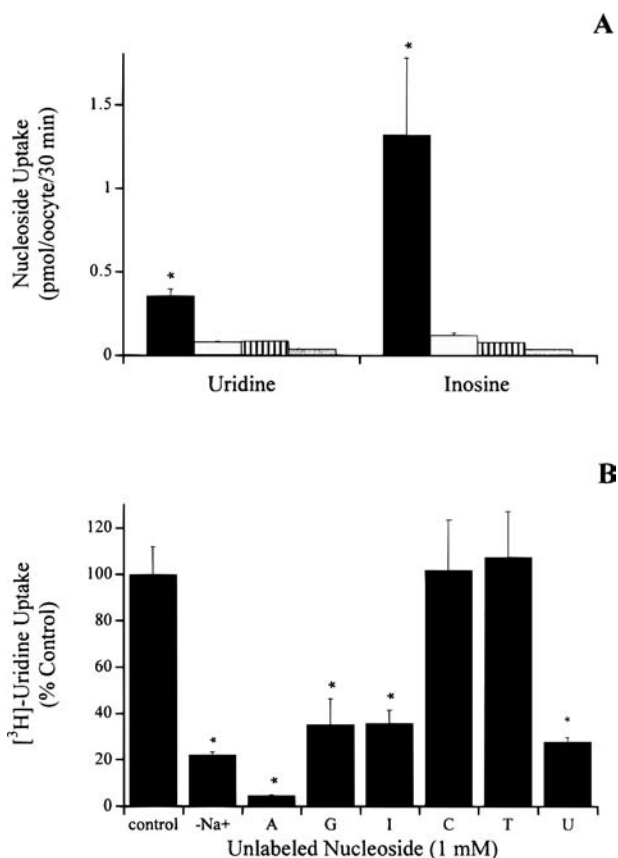 A
Nucleoside Uptake
(pmol/oocyte/30 min)
1.5
1
0.5
0
*
*
Uridine
Inosine
B
[³H]-Uridine Uptake
(% Control)
120
100
80
60
40
20
0
*
*
*
*
*
control
-Na+
A
G
I
C
T
U
Unlabeled Nucleoside (1 mM)